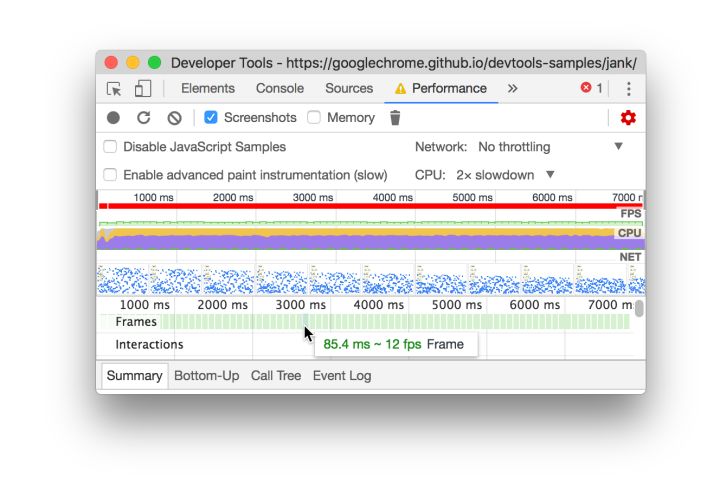 Developer Tools - https://googlechrome.github.io/devtools-samples/jank/
Elements Console Sources Performance » 1
Screenshots Memory
Disable JavaScript Samples Network: No throttling
Enable advanced paint instrumentation (slow) CPU: 2× slowdown
1000 ms 2000 ms 3000 ms 4000 ms 5000 ms 6000 ms 7000 r
FPS
CPU
NET
1000 ms 2000 ms 3000 ms 4000 ms 5000 ms 6000 ms 7000 ms
Frames
85.4 ms ~ 12 fps Frame
Interactions
Summary Bottom-Up Call Tree Event Log